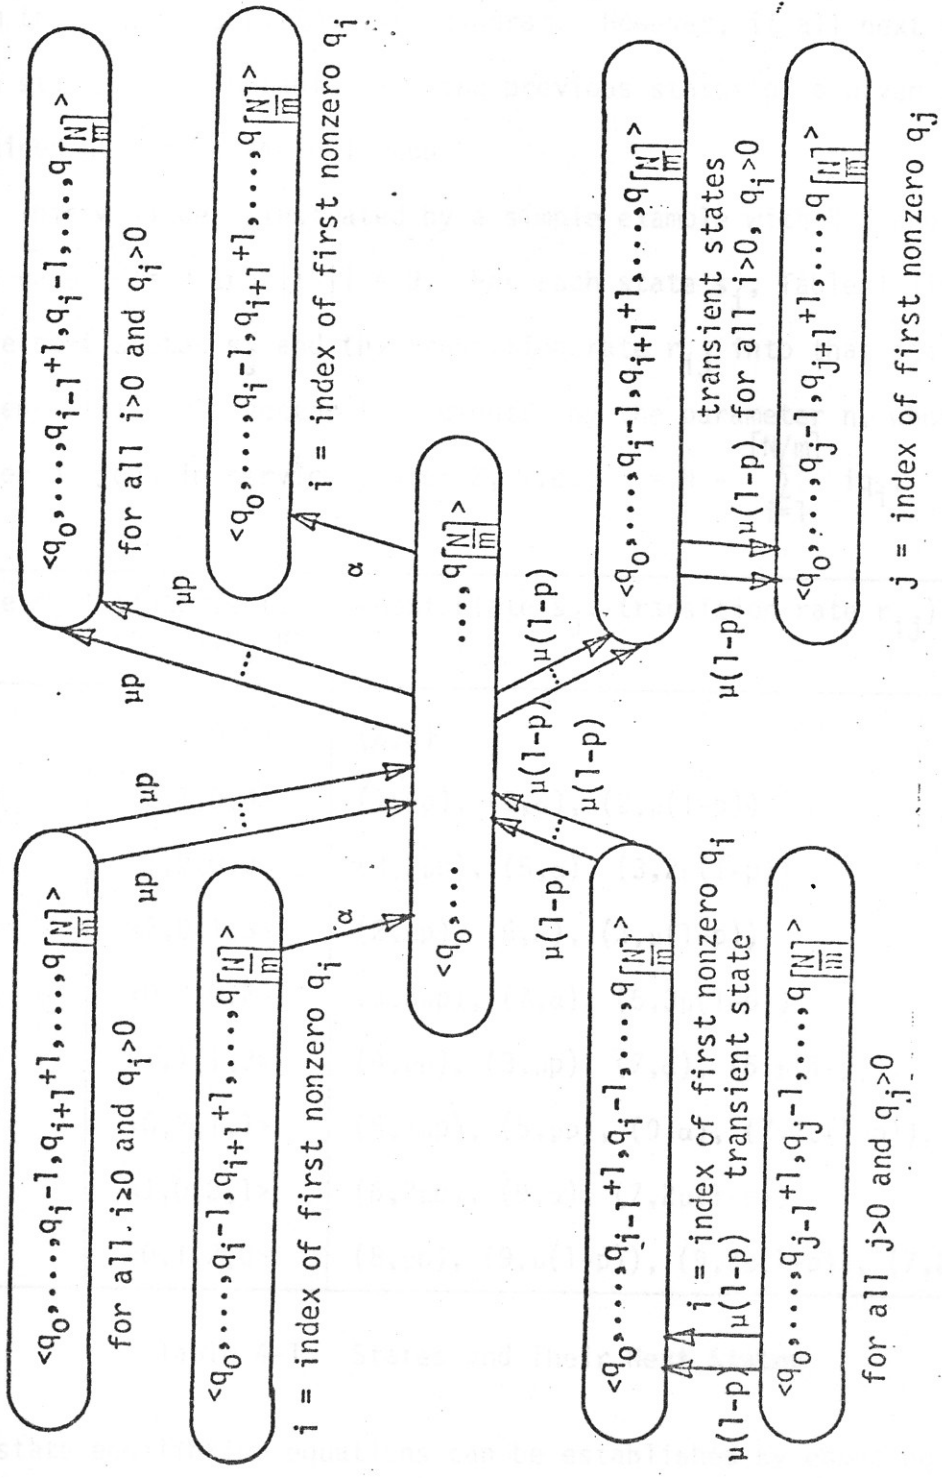 <q₀,....,qᵢ-1,qᵢ₊₁+1,....,q⌈N/m⌉>
for all i≥0 and qᵢ>0
<q₀,....,qᵢ₋₁+1,qᵢ-1,....,q⌈N/m⌉>
for all i>0 and qᵢ>0
μp
...
μp
μp
...
μp
<q₀,....,qᵢ-1,qᵢ₊₁+1,....,q⌈N/m⌉>
i = index of first nonzero qᵢ
<q₀,....,qᵢ-1,qᵢ₊₁+1,....,q⌈N/m⌉>
i = index of first nonzero qᵢ
α
α
<q₀,.... ....,q⌈N/m⌉>
μ(1-p)
...
μ(1-p)
μ(1-p)
...
μ(1-p)
<q₀,....,qᵢ₋₁+1,qᵢ-1,....,q⌈N/m⌉>
i = index of first nonzero qᵢ
transient state
μ(1-p)
μ(1-p)
<q₀,...,qⱼ₋₁+1,qⱼ-1,....,q⌈N/m⌉>
for all j>0 and qⱼ>0
<q₀,....,qᵢ-1,qᵢ₊₁+1....,q⌈N/m⌉>
transient states
for all i>0, qᵢ>0
μ(1-p)
μ(1-p)
<q₀,...,qⱼ-1,qⱼ₊₁+1,....,q⌈N/m⌉>
j = index of first nonzero qⱼ